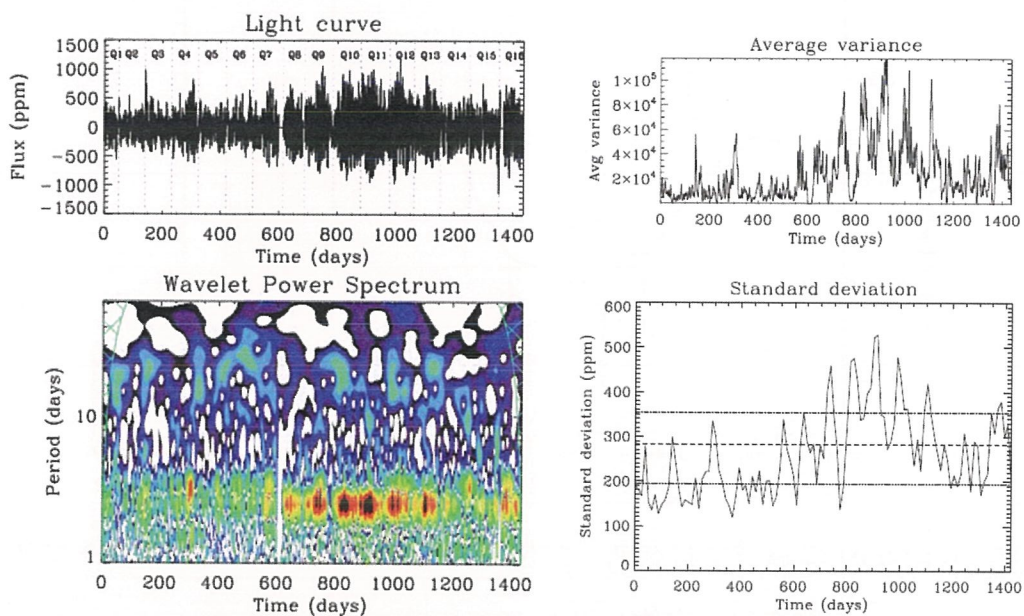 Light curve
Q1 Q2 Q3 Q4 Q5 Q6 Q7 Q8 Q9 Q10 Q11 Q12 Q13 Q14 Q15 Q16
1500
1000
500
0
-500
-1000
-1500
Flux (ppm)
0 200 400 600 800 1000 1200 1400
Time (days)
Average variance
1×10⁵
8×10⁴
6×10⁴
4×10⁴
2×10⁴
Avg variance
0 200 400 600 800 1000 1200 1400
Time (days)
Wavelet Power Spectrum
10
1
Period (days)
0 200 400 600 800 1000 1200 1400
Time (days)
Standard deviation
600
500
400
300
200
100
0
Standard deviation (ppm)
0 200 400 600 800 1000 1200 1400
Time (days)